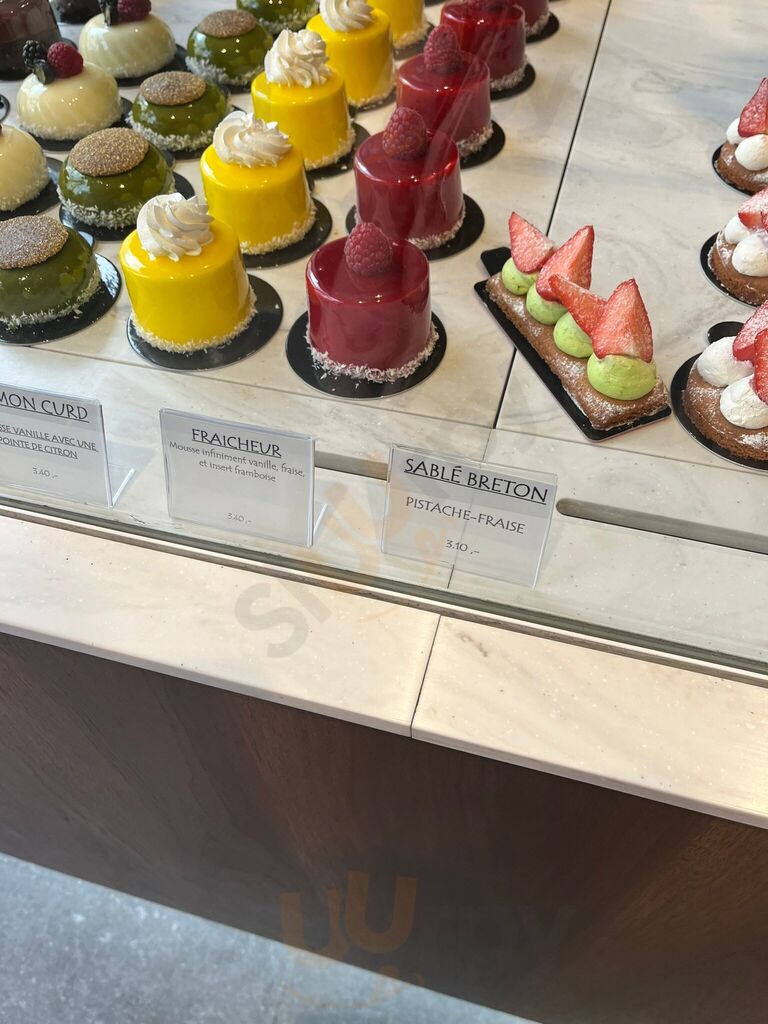 MON CURD
SSE VANILLE AVEC UNE
POINTE DE CITRON
3.40 .-
FRAICHEUR
Mousse infiniment vanille, fraise,
et insert framboise
3.40 .-
SABLÉ BRETON
PISTACHE-FRAISE
3.10 .-